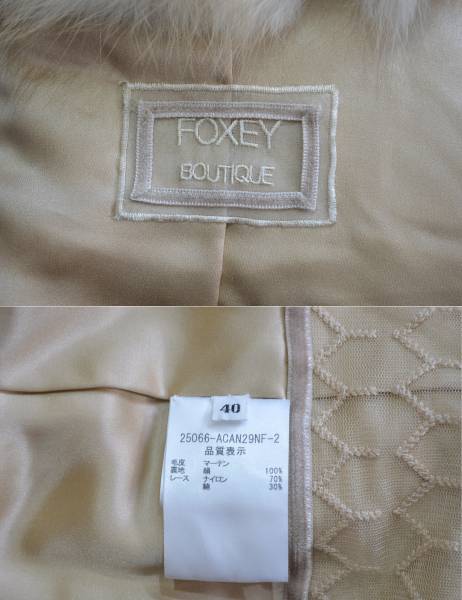 FOXEY
BOUTIQUE
40
25066-ACAN29NF-2
品質表示
毛皮 マーテン
裏地 絹 100%
レース ナイロン 70%
綿 30%